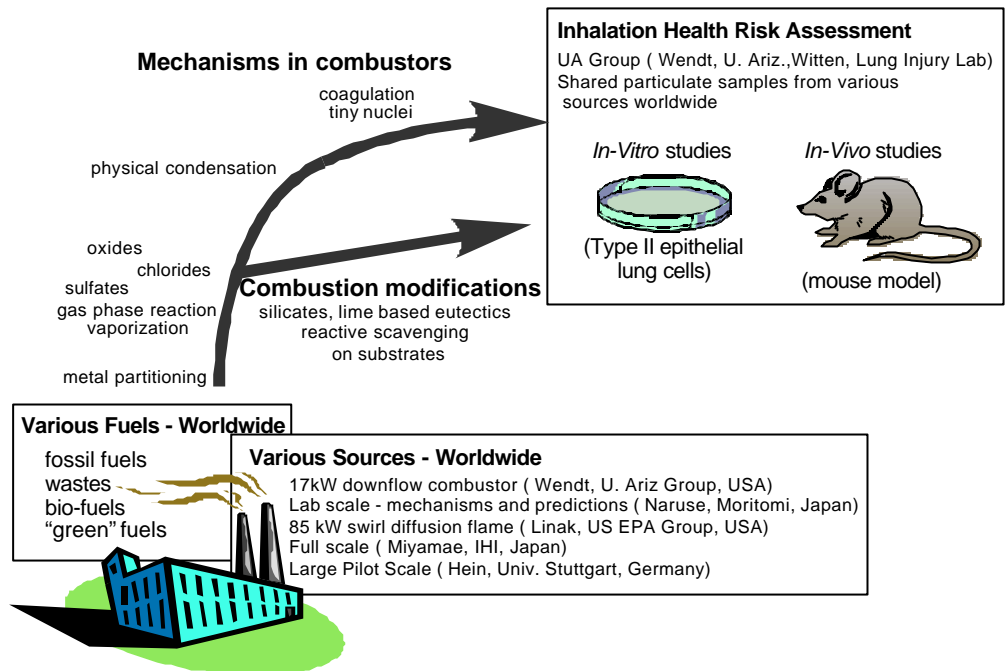 Mechanisms in combustors
coagulation
tiny nuclei
physical condensation
oxides
chlorides
sulfates
gas phase reaction
vaporization
metal partitioning
Combustion modifications
silicates, lime based eutectics
reactive scavenging
on substrates
Inhalation Health Risk Assessment
UA Group ( Wendt, U. Ariz.,Witten, Lung Injury Lab)
Shared particulate samples from various
sources worldwide
In-Vitro studies
(Type II epithelial
lung cells)
In-Vivo studies
(mouse model)
Various Fuels - Worldwide
fossil fuels
wastes
bio-fuels
“green” fuels
Various Sources - Worldwide
17kW downflow combustor ( Wendt, U. Ariz Group, USA)
Lab scale - mechanisms and predictions ( Naruse, Moritomi, Japan)
85 kW swirl diffusion flame ( Linak, US EPA Group, USA)
Full scale ( Miyamae, IHI, Japan)
Large Pilot Scale ( Hein, Univ. Stuttgart, Germany)